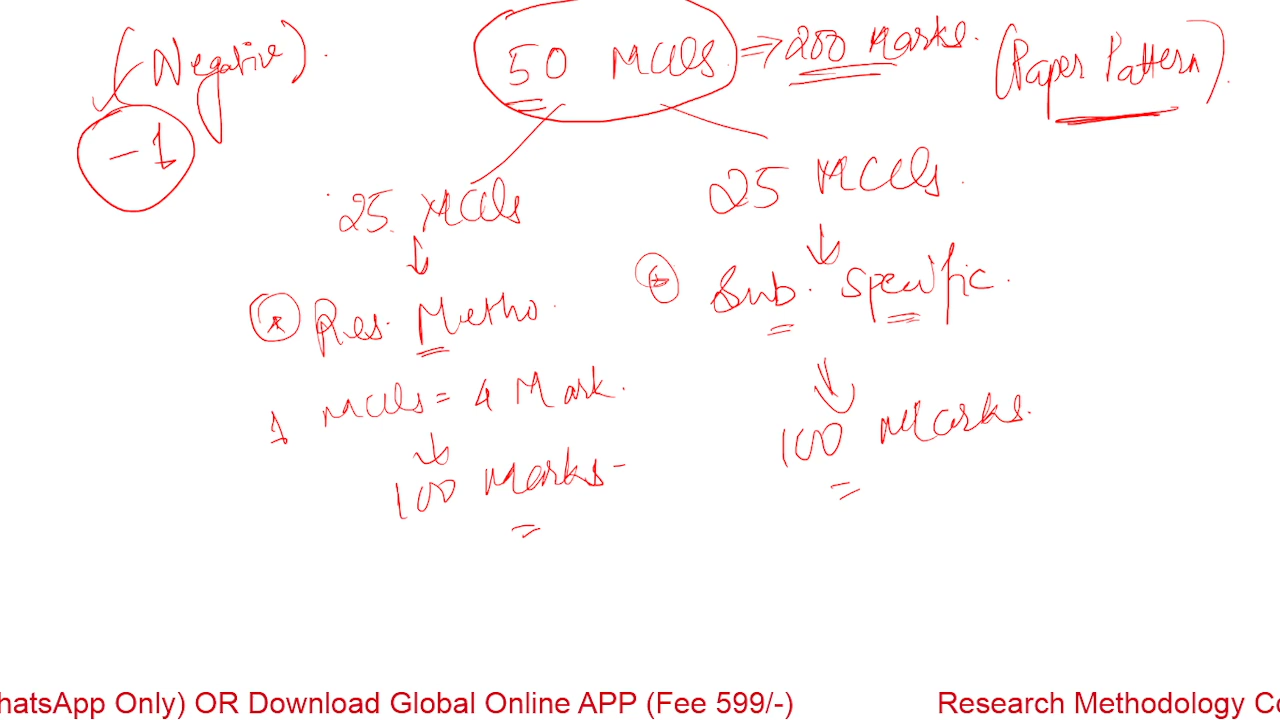 (Negative).
50 MCQs => 200 Marks.
(Paper Pattern).
-1
25 MCQs
25 MCQs
Res. Metho.
Sub. Specific.
1 MCQs = 4 Mark.
100 Marks
100 Marks.
hatsApp Only) OR Download Global Online APP (Fee 599/-)
Research Methodology Co